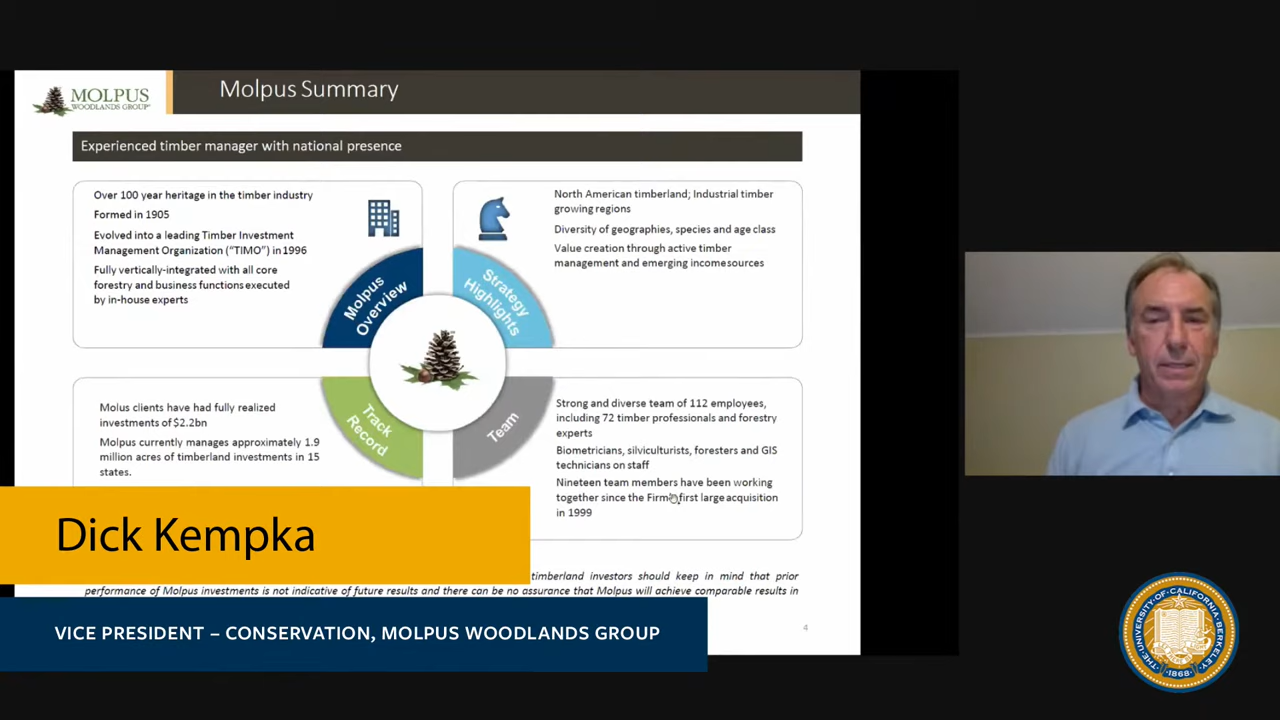 MOLPUS
WOODLANDS GROUP
Molpus Summary
Experienced timber manager with national presence
Over 100 year heritage in the timber industry
Formed in 1905
Evolved into a leading Timber Investment
Management Organization (“TIMO”) in 1996
Fully vertically-integrated with all core
forestry and business functions executed
by in-house experts
Molpus
Overview
North American timberland; Industrial timber
growing regions
Diversity of geographies, species and age class
Value creation through active timber
management and emerging income sources
Strategy
Highlights
Molus clients have had fully realized
investments of $2.2bn
Molpus currently manages approximately 1.9
million acres of timberland investments in 15
states.
Track
Record
Team
Strong and diverse team of 112 employees,
including 72 timber professionals and forestry
experts
Biometricians, silviculturists, foresters and GIS
technicians on staff
Nineteen team members have been working
together since the Firm's first large acquisition
in 1999
timberland investors should keep in mind that prior
performance of Molpus investments is not indicative of future results and there can be no assurance that Molpus will achieve comparable results in
4
Dick Kempka
VICE PRESIDENT – CONSERVATION, MOLPUS WOODLANDS GROUP
THE UNIVERSITY OF CALIFORNIA BERKELEY
1868